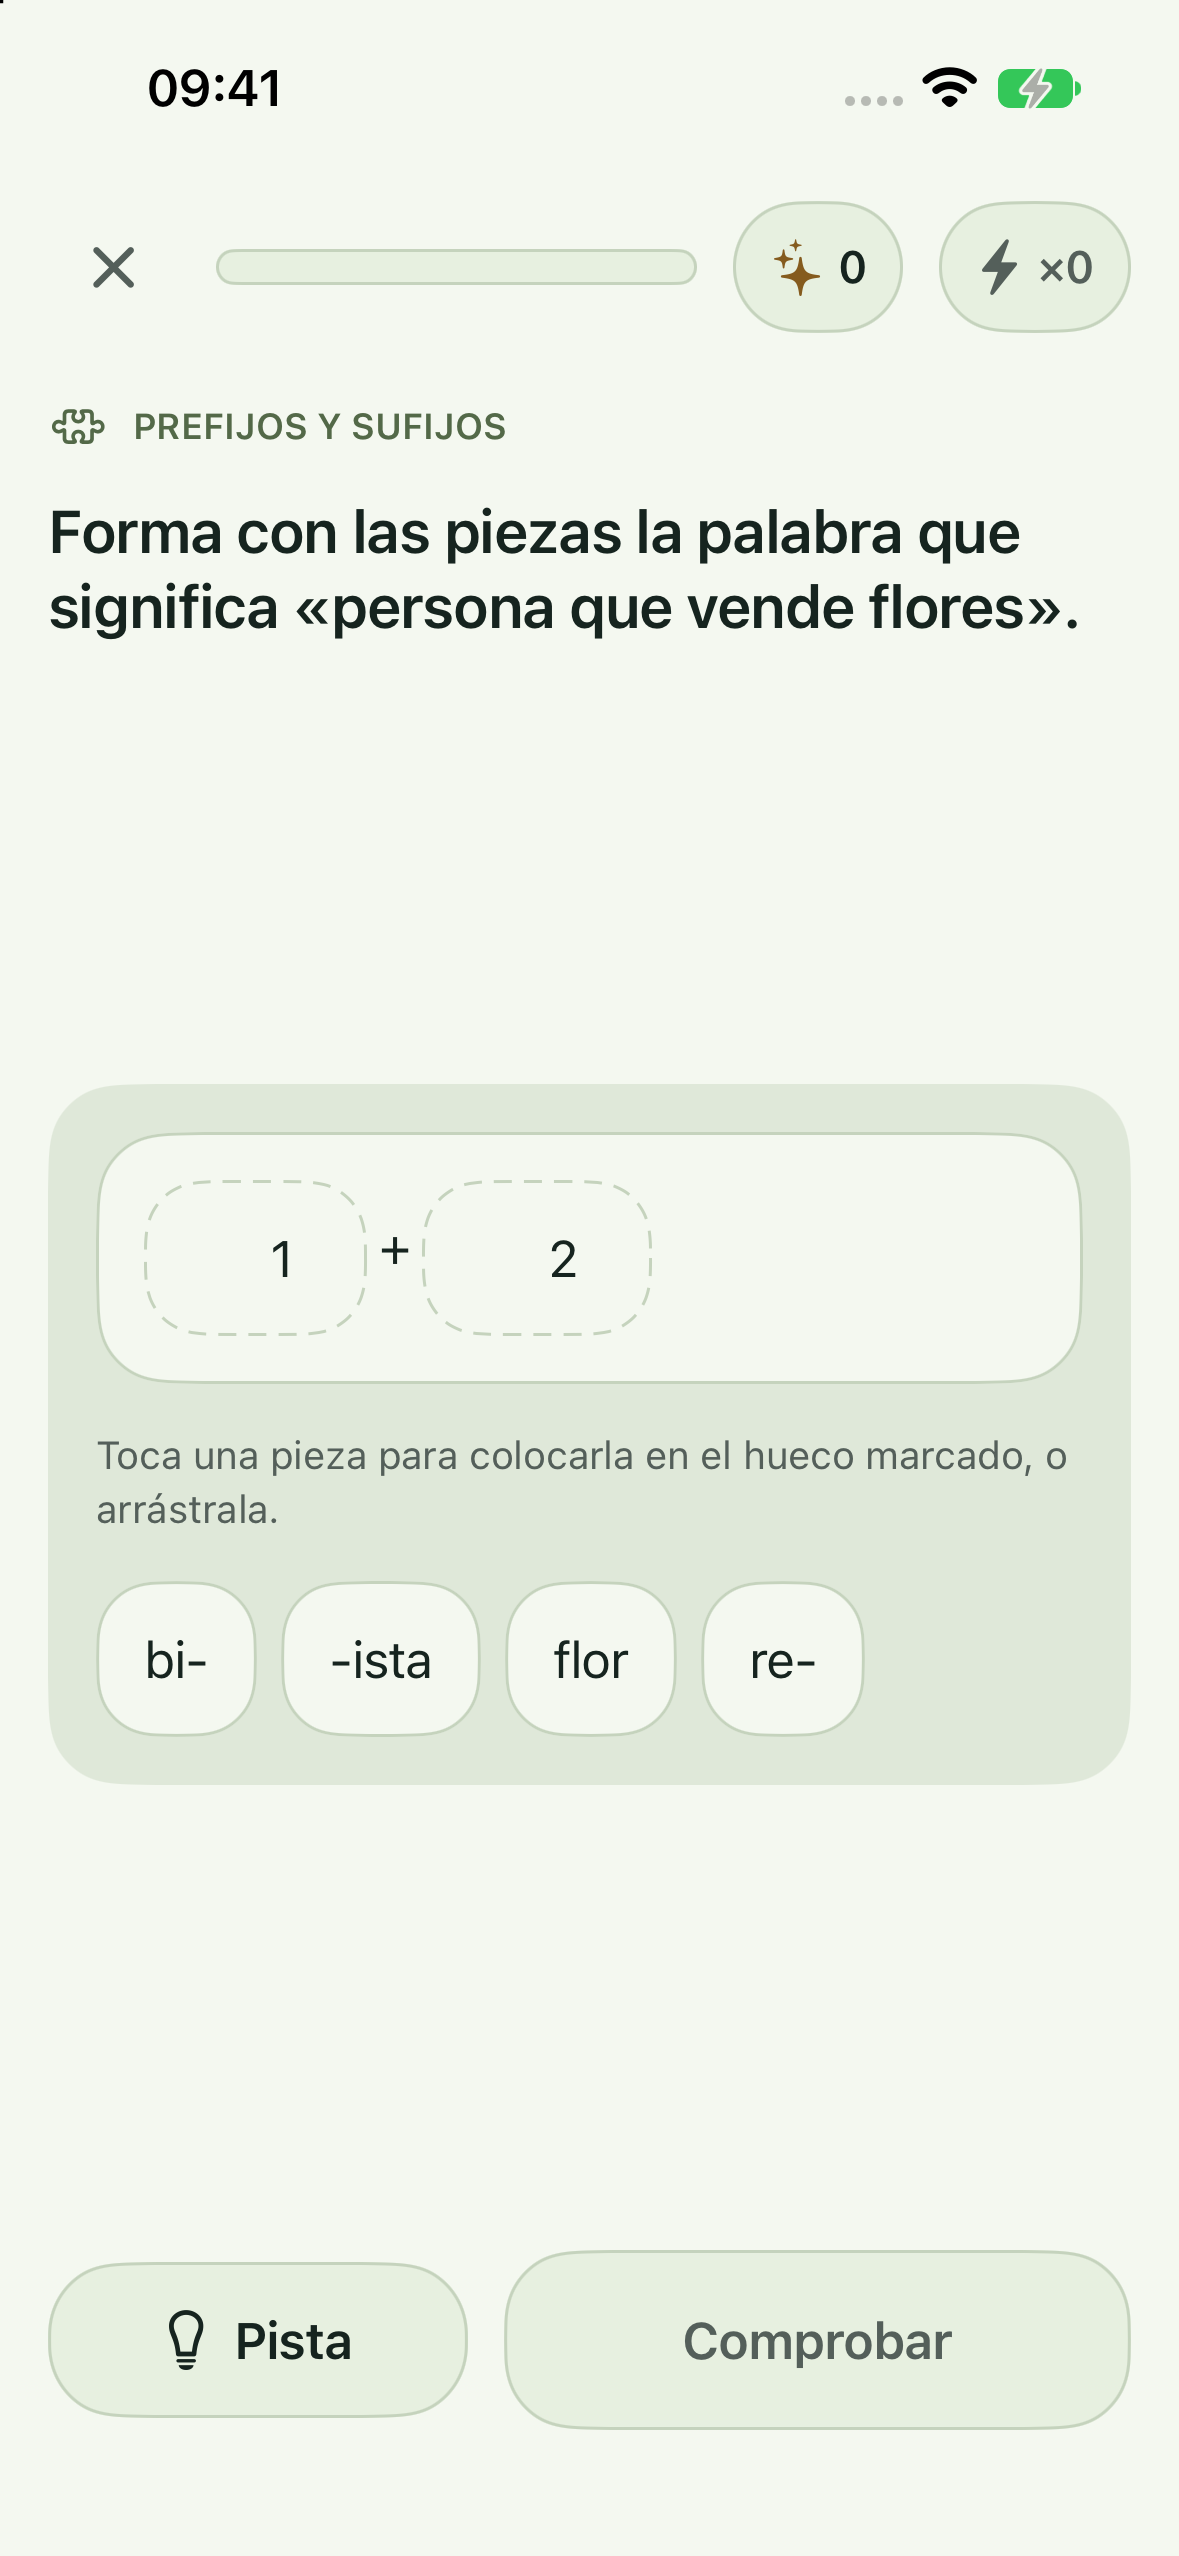 09:41
0
×0
PREFIJOS Y SUFIJOS
Forma con las piezas la palabra que
significa «persona que vende flores».
1 + 2
Toca una pieza para colocarla en el hueco marcado, o
arrástrala.
bi- -ista flor re-
Pista Comprobar